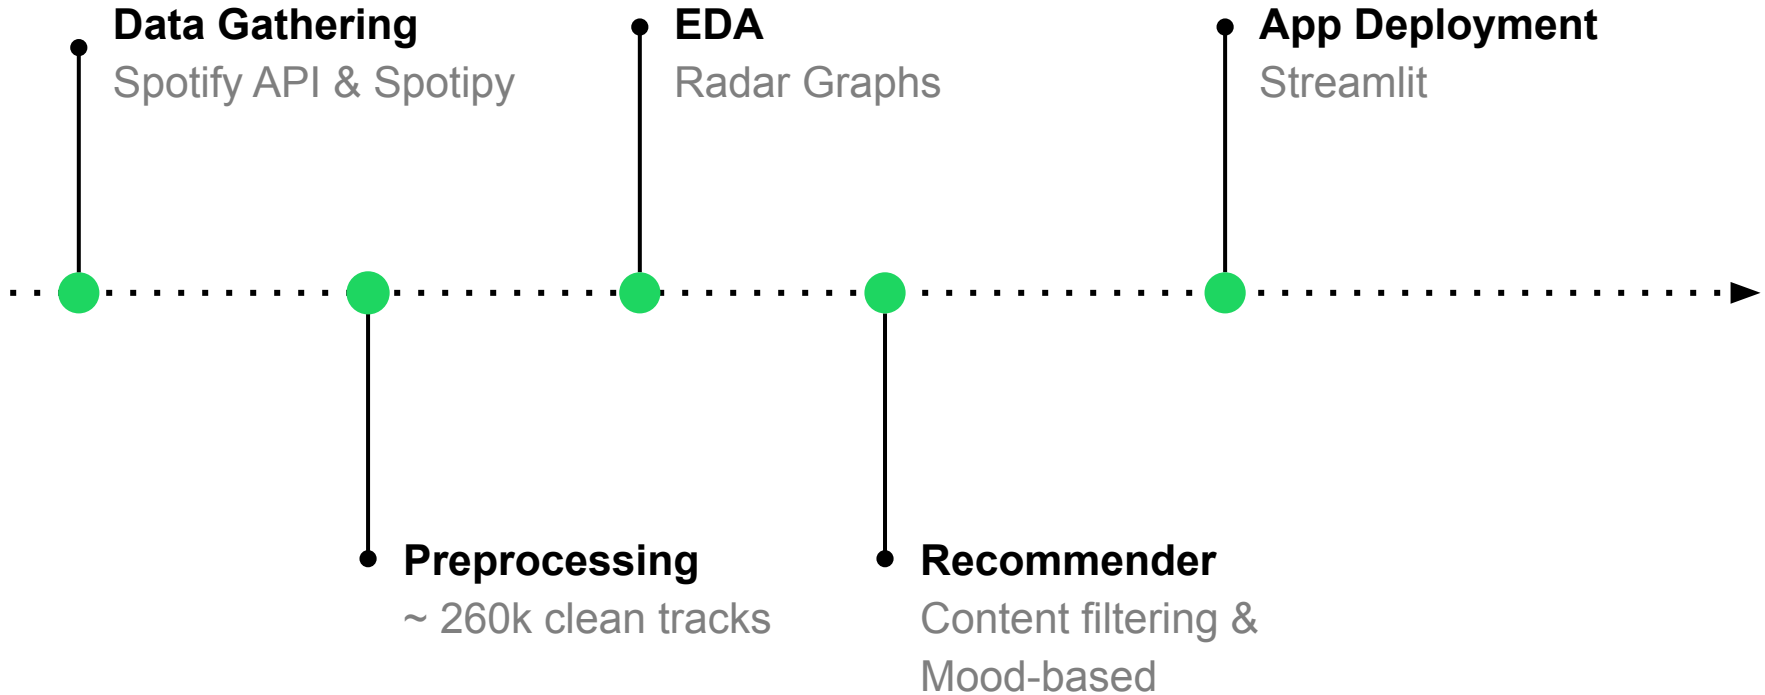 Data Gathering
Spotify API & Spotipy
EDA
Radar Graphs
App Deployment
Streamlit
Preprocessing
~ 260k clean tracks
Recommender
Content filtering &
Mood-based